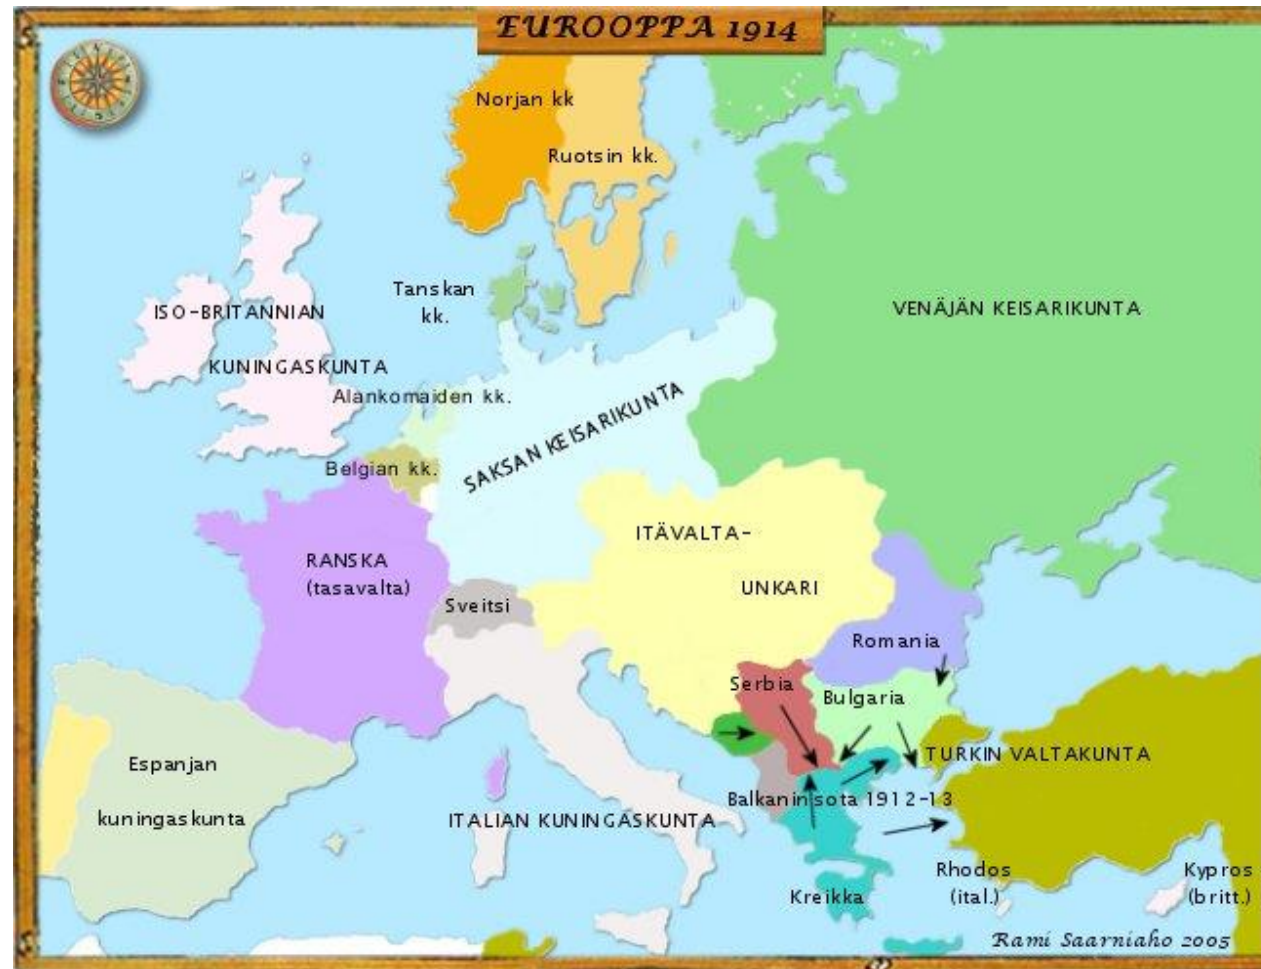 EUROOPPA 1914
Norjan kk
Ruotsin kk.
Tanskan
kk.
ISO-BRITANNIAN
KUNINGASKUNTA
VENÄJÄN KEISARIKUNTA
Alankomaiden kk.
SAKSAN KEISARIKUNTA
Belgian kk.
RANSKA
(tasavalta)
ITÄVALTA-
UNKARI
Sveitsi
Romania
Serbia
Bulgaria
Espanjan
kuningaskunta
TURKIN VALTAKUNTA
Balkanin sota 1912-13
ITALIAN KUNINGASKUNTA
Kreikka
Rhodos
(ital.)
Kypros
(britt.)
Rami Saarniaho 2005